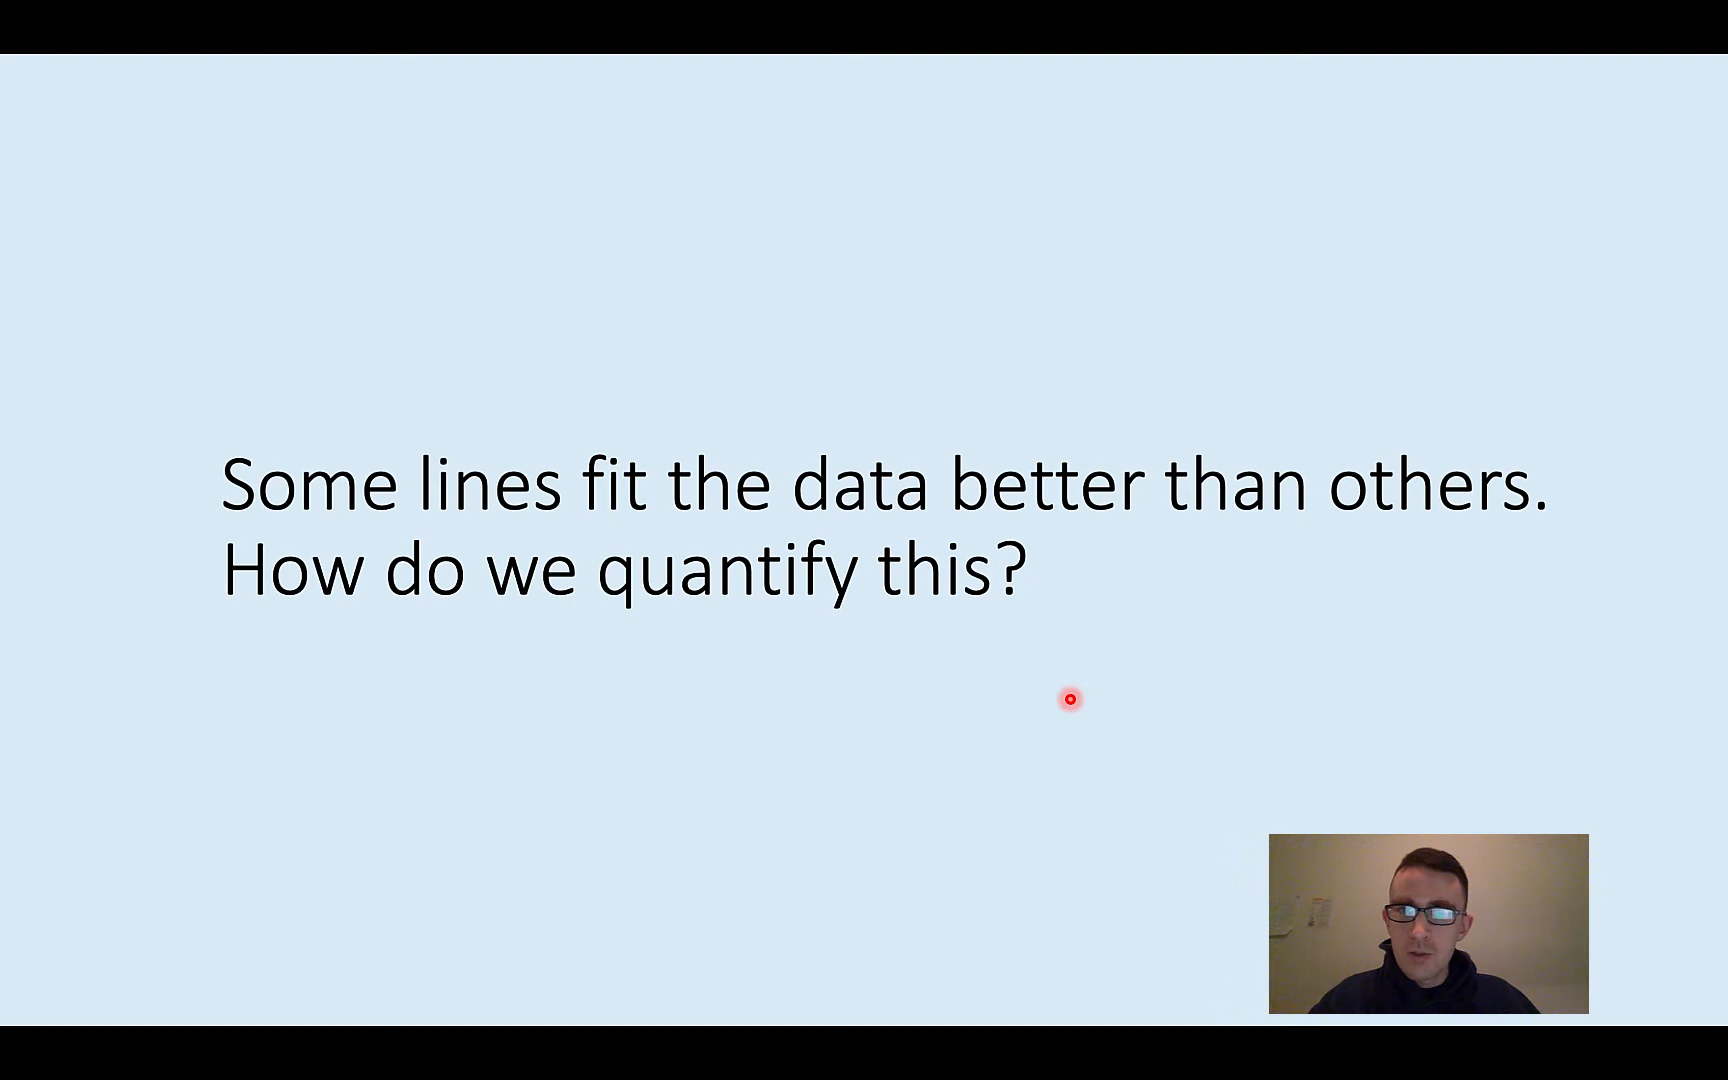 Some lines fit the data better than others.
How do we quantify this?